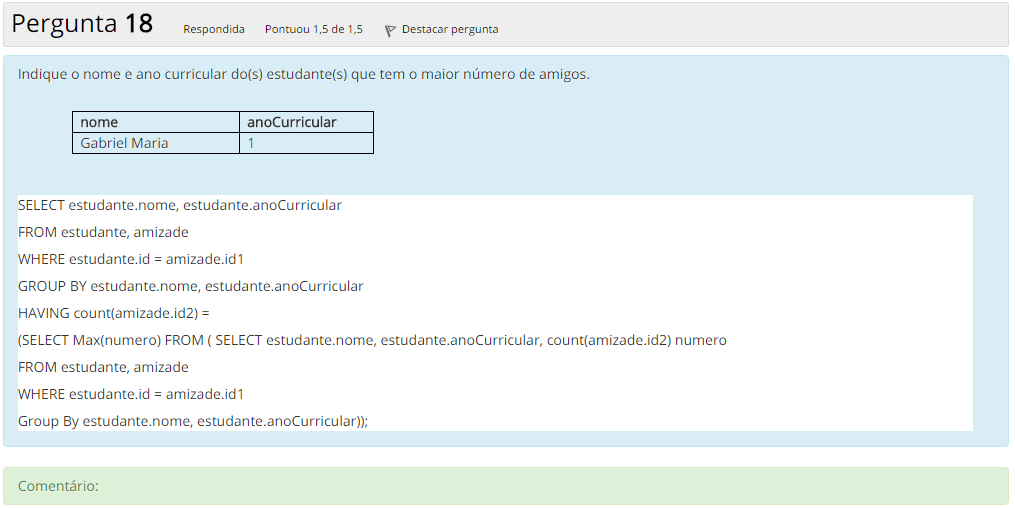 Pergunta 18 Respondida Pontuou 1,5 de 1,5 Destacar pergunta
Indique o nome e ano curricular do(s) estudante(s) que tem o maior número de amigos.
nome anoCurricular
Gabriel Maria 1
SELECT estudante.nome, estudante.anoCurricular
FROM estudante, amizade
WHERE estudante.id = amizade.id1
GROUP BY estudante.nome, estudante.anoCurricular
HAVING count(amizade.id2) =
(SELECT Max(numero) FROM ( SELECT estudante.nome, estudante.anoCurricular, count(amizade.id2) numero
FROM estudante, amizade
WHERE estudante.id = amizade.id1
Group By estudante.nome, estudante.anoCurricular));
Comentário: